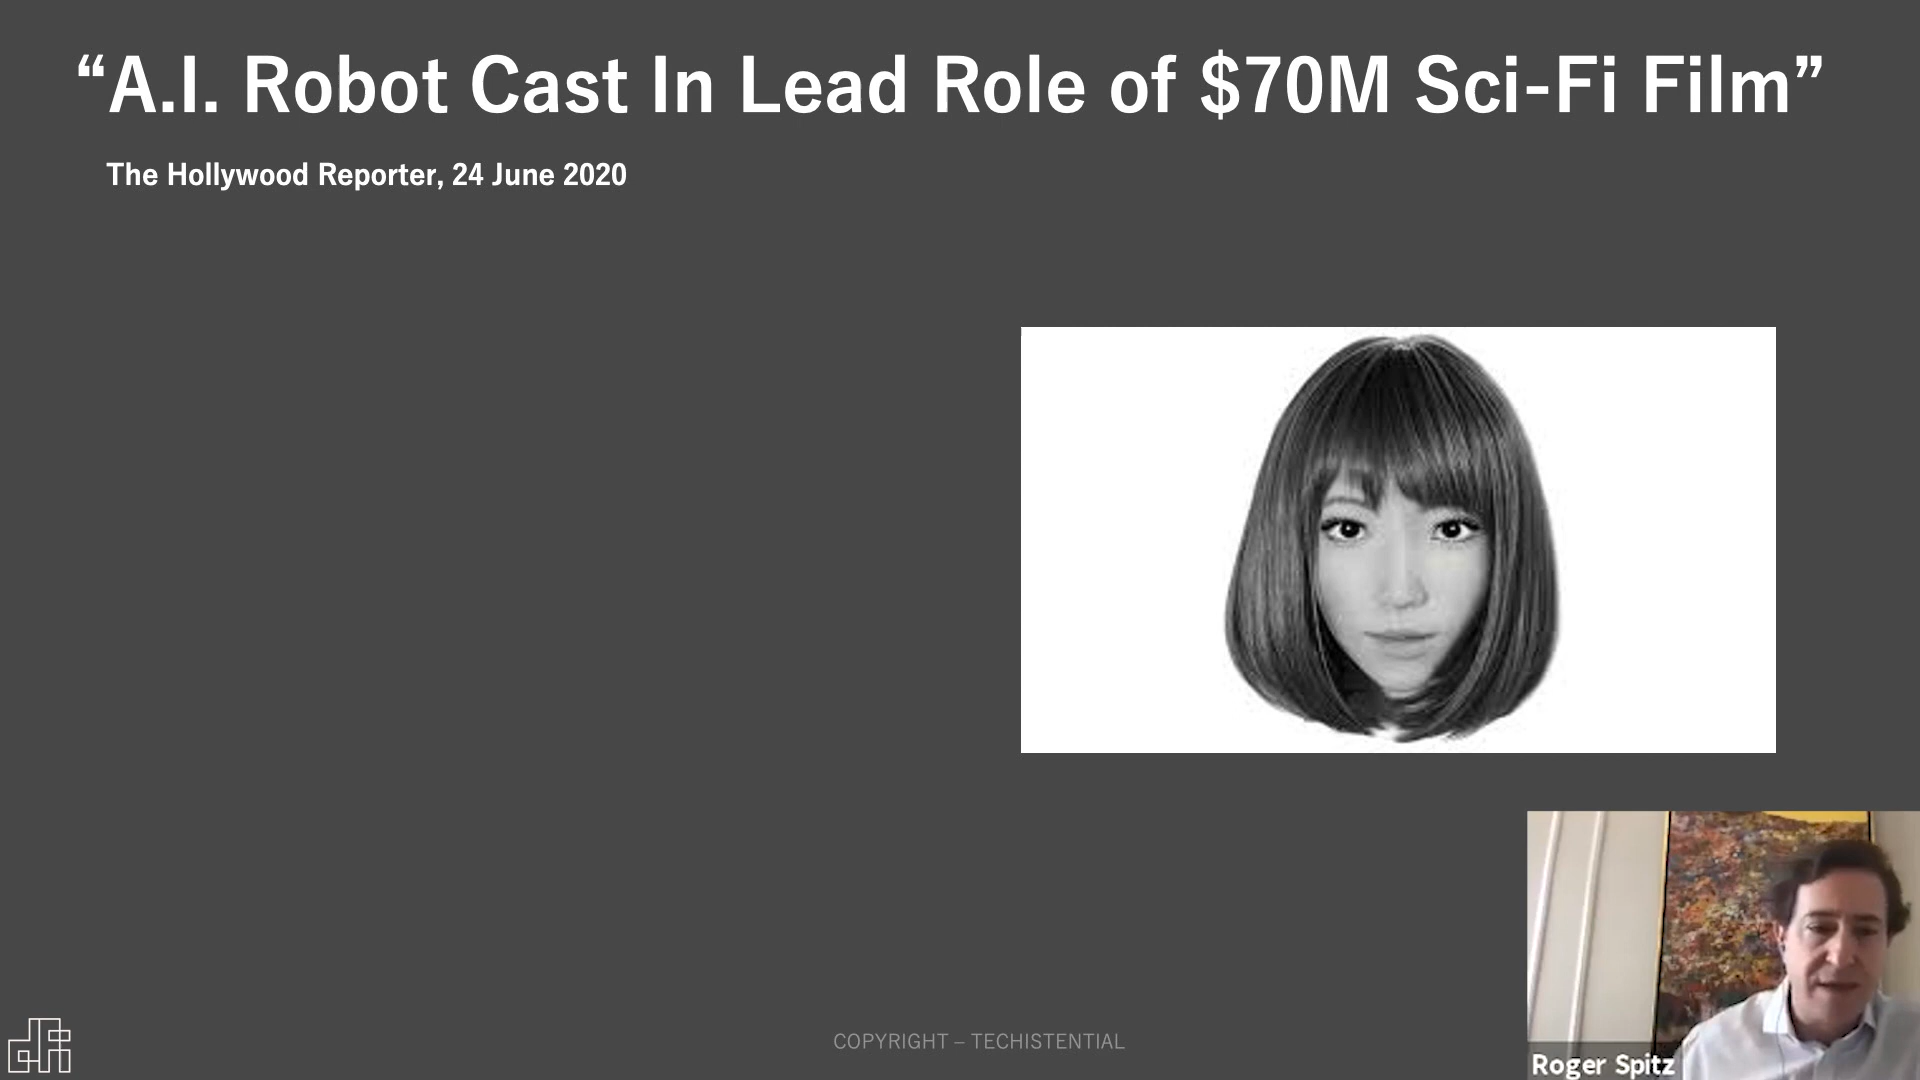 “A.I. Robot Cast In Lead Role of $70M Sci-Fi Film”
The Hollywood Reporter, 24 June 2020
COPYRIGHT – TECHISTENTIAL
Roger Spitz